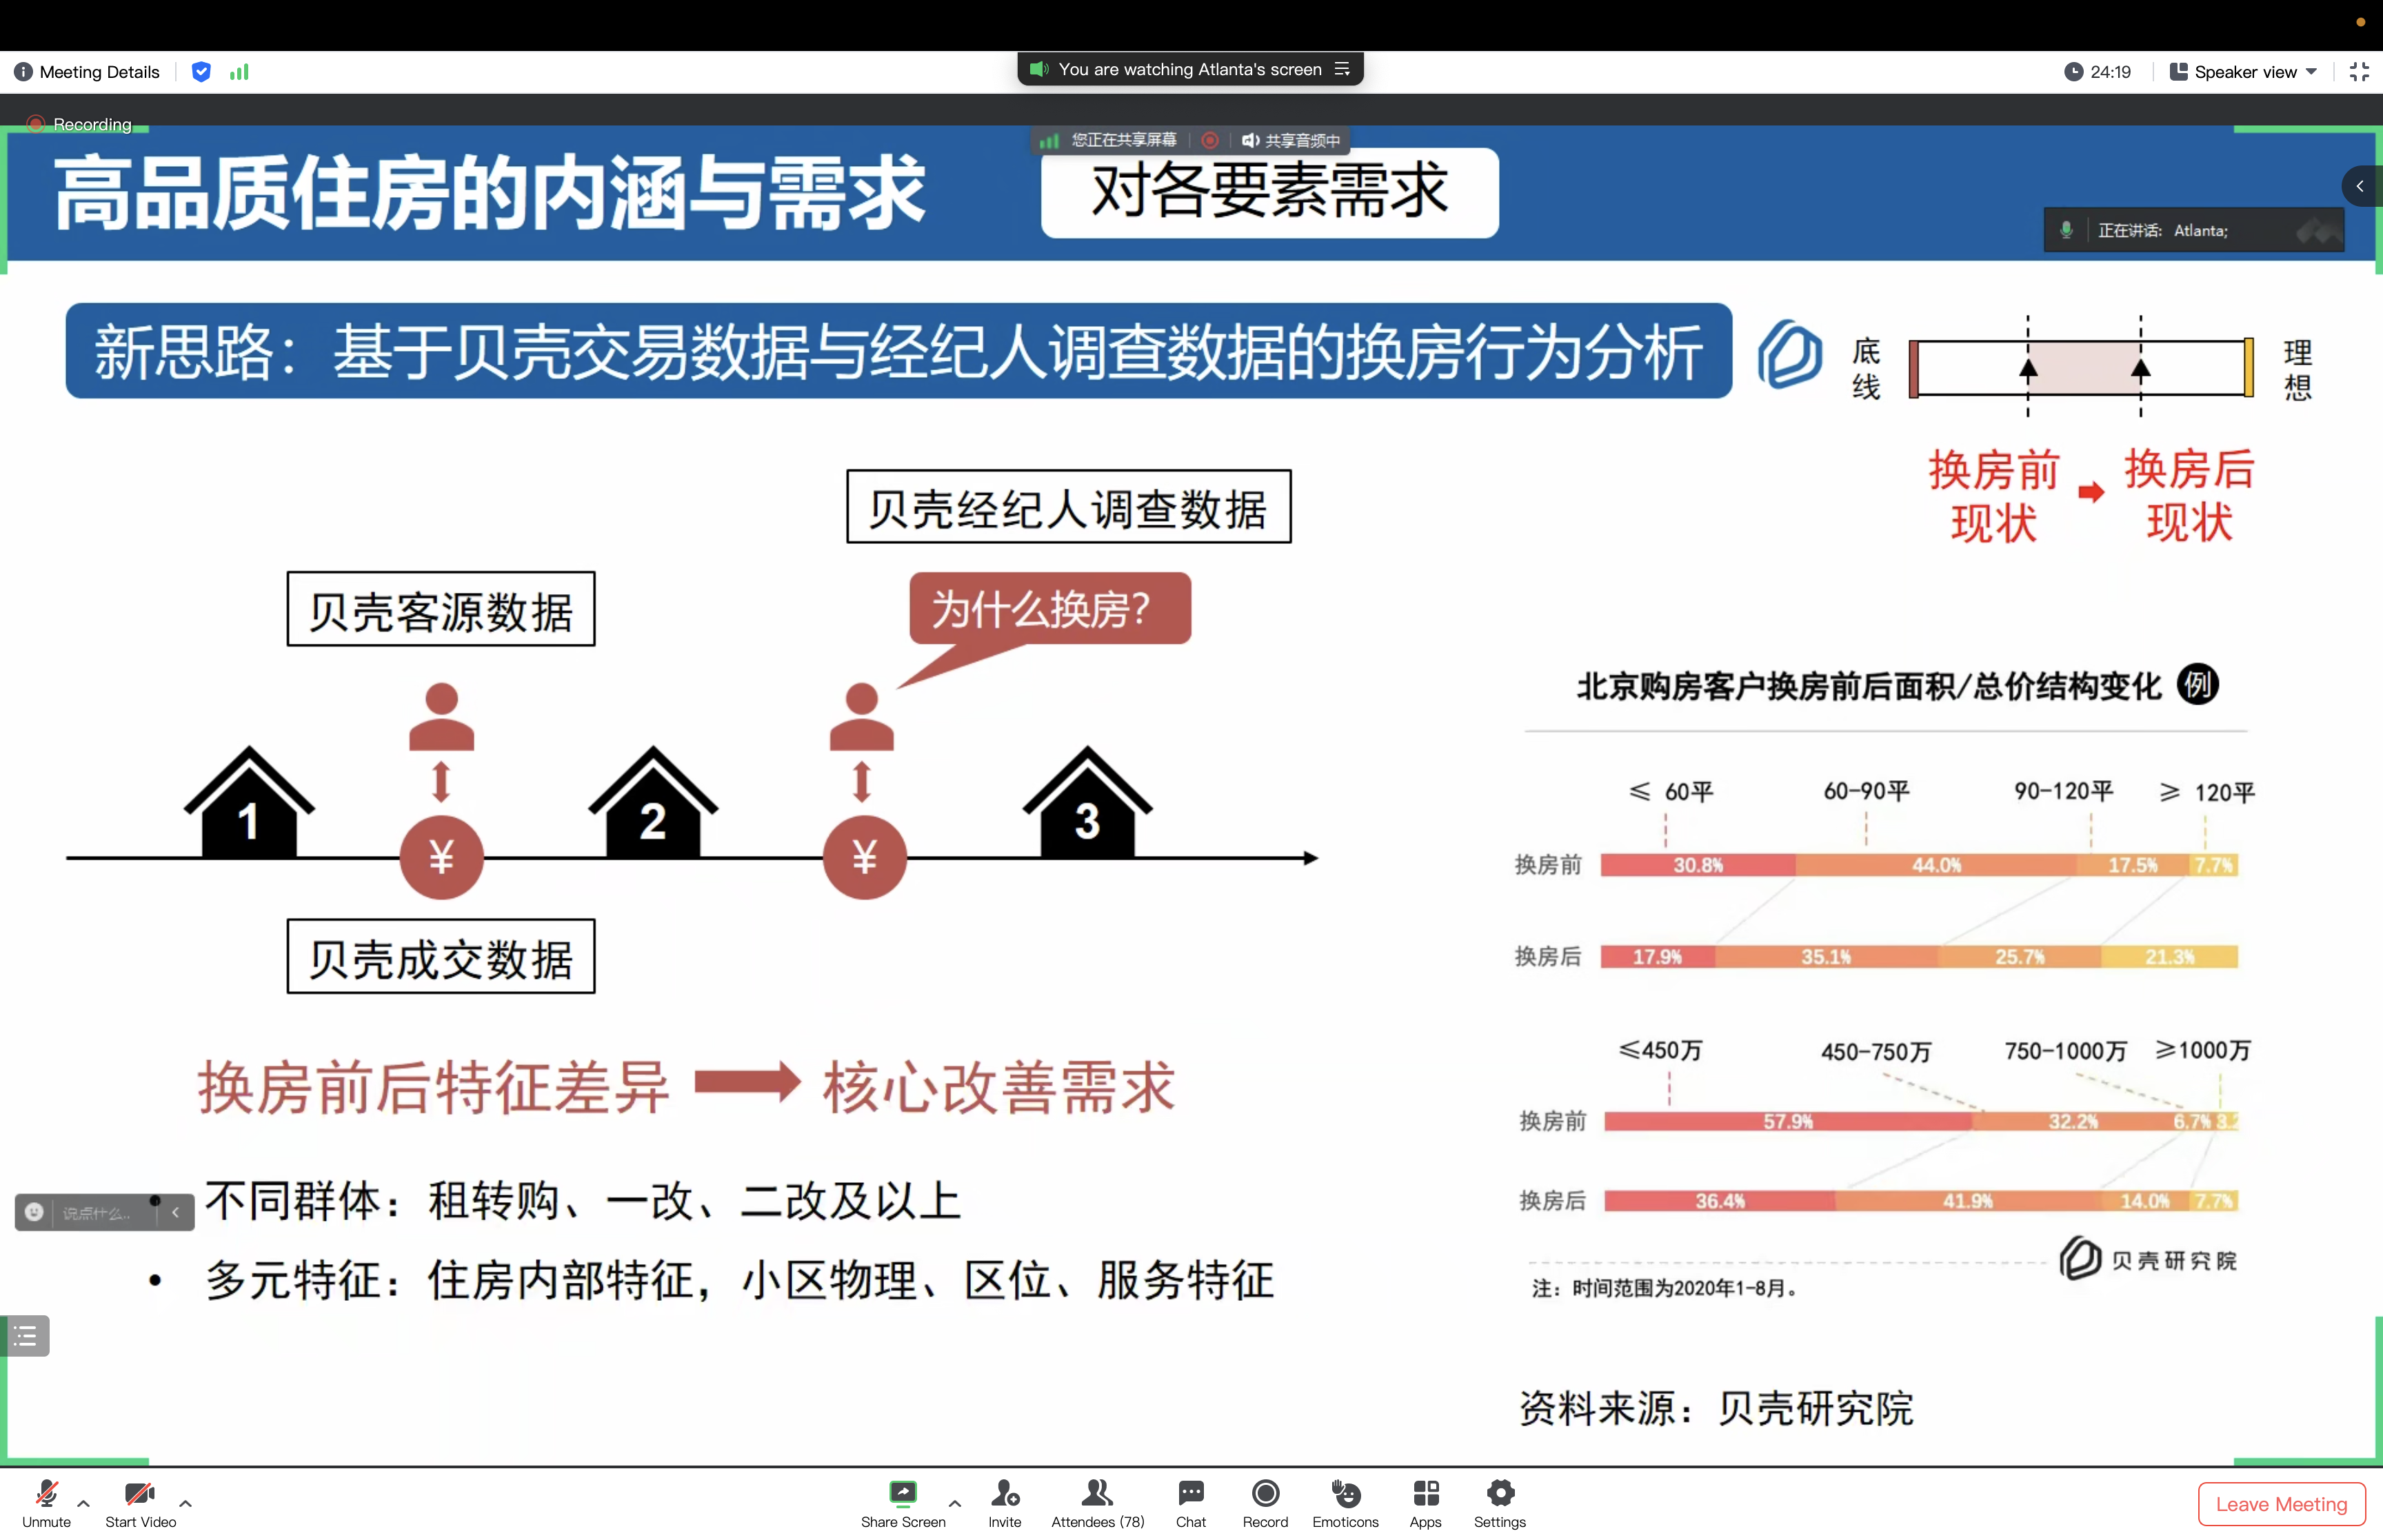 Meeting Details
You are watching Atlanta's screen
24:19
Speaker view
Recording
您正在共享屏幕
共享音频中
高品质住房的内涵与需求
对各要素需求
正在讲话: Atlanta;
新思路：基于贝壳交易数据与经纪人调查数据的换房行为分析
底线
理想
换房前现状
换房后现状
贝壳经纪人调查数据
贝壳客源数据
为什么换房?
1
2
3
¥
¥
贝壳成交数据
换房前后特征差异
核心改善需求
不同群体：租转购、一改、二改及以上
• 多元特征：住房内部特征，小区物理、区位、服务特征
北京购房客户换房前后面积/总价结构变化 例
≤ 60平 60-90平 90-120平 ≥ 120平
换房前 30.8% 44.0% 17.5% 7.7%
换房后 17.9% 35.1% 25.7% 21.3%
≤450万 450-750万 750-1000万 ≥1000万
换房前 57.9% 32.2% 6.7% 3.2
换房后 36.4% 41.9% 14.0% 7.7%
贝壳研究院
注：时间范围为2020年1-8月。
资料来源：贝壳研究院
说点什么...
Unmute
Start Video
Share Screen
Invite
Attendees (78)
Chat
Record
Emoticons
Apps
Settings
Leave Meeting